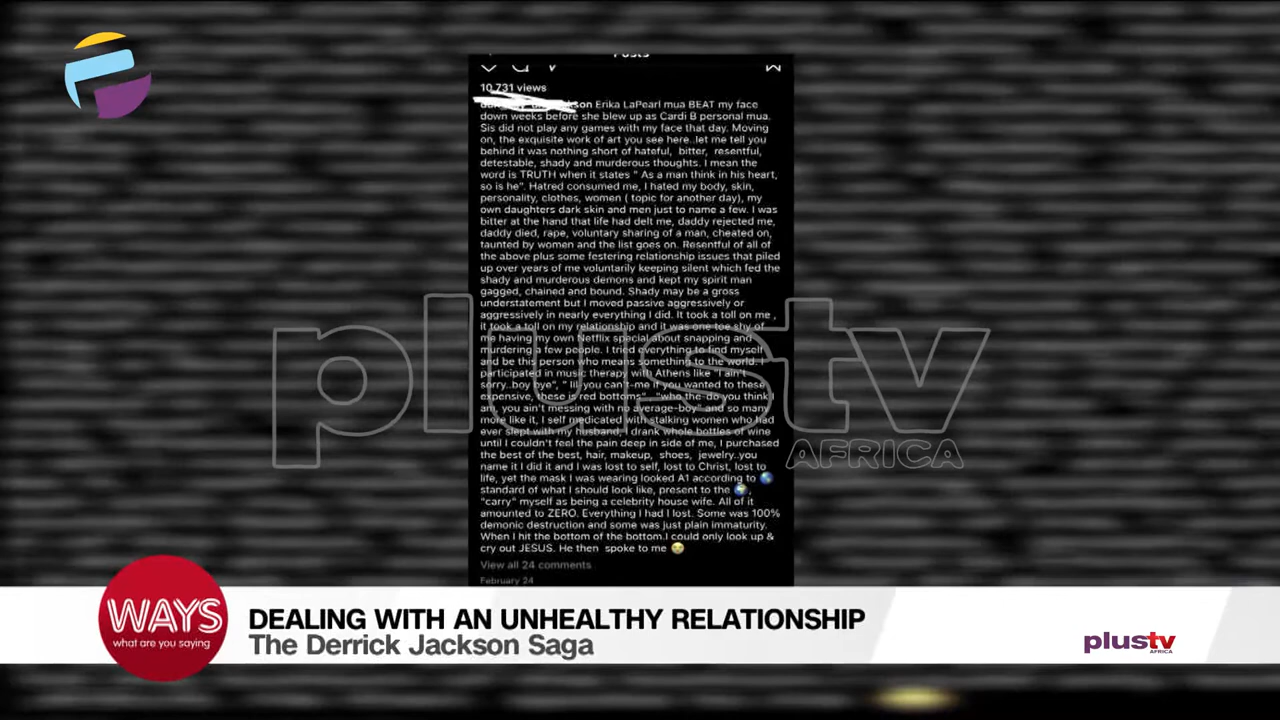 Posts
10,731 views
son Erika LaPearl mua BEAT my face
down weeks before she blew up as Cardi B personal mua.
Sis did not play any games with my face that day. Moving
on, the exquisite work of art you see here..let me tell you
behind it was nothing short of hateful, bitter, resentful,
detestable, shady and murderous thoughts. I mean the
word is TRUTH when it states " As a man think in his heart,
so is he". Hatred consumed me, I hated my body, skin,
personality, clothes, women ( topic for another day), my
own daughters dark skin and men just to name a few. I was
bitter at the hand that life had delt me, daddy rejected me,
daddy died, rape, voluntary sharing of a man, cheated on,
taunted by women and the list goes on. Resentful of all of
the above plus some festering relationship issues that piled
up over years of me voluntarily keeping silent which fed the
shady and murderous demons and kept my spirit man
gagged, chained and bound. Shady may be a gross
understatement but I moved passive aggressively or
aggressively in nearly everything I did. It took a toll on me ,
it took a toll on my relationship and it was one toe shy of
me having my own Netflix special about snapping and
murdering a few people. I tried everything to find myself
and be this person who means something to the world. I
participated in music therapy with Athens like "I ain't
sorry..boy bye", " lil you can't-me if you wanted to these
expensive, these is red bottoms", "who the-do you think I
am, you ain't messing with no average-boy" and so many
more like it, I self medicated with stalking women who had
ever slept with my husband, I drank whole bottles of wine
until I couldn't feel the pain deep in side of me, I purchased
the best of the best, hair, makeup, shoes, jewelry..you
name it I did it and I was lost to self, lost to Christ, lost to
life, yet the mask I was wearing looked A1 according to 🌎
standard of what I should look like, present to the 🌍,
"carry" myself as being a celebrity house wife. All of it
amounted to ZERO. Everything I had I lost. Some was 100%
demonic destruction and some was just plain immaturity.
When I hit the bottom of the bottom.I could only look up &
cry out JESUS. He then spoke to me 😭
View all 24 comments
February 24
plustv
AFRICA
WAYS
what are you saying
DEALING WITH AN UNHEALTHY RELATIONSHIP
The Derrick Jackson Saga
plustv
AFRICA